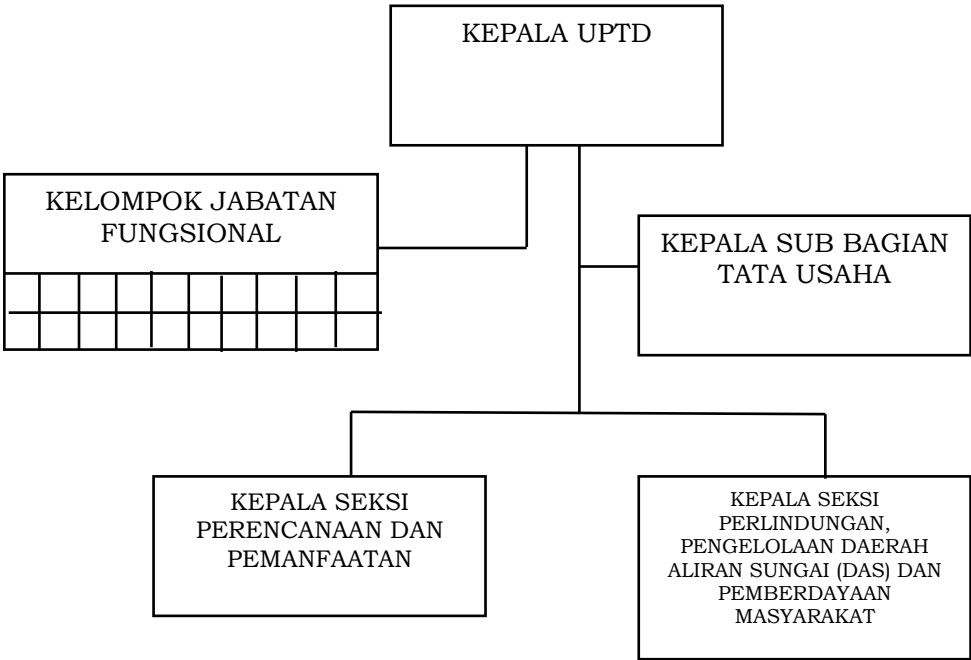 KEPALA UPTD
KELOMPOK JABATAN
FUNGSIONAL
KEPALA SUB BAGIAN
TATA USAHA
KEPALA SEKSI
PERENCANAAN DAN
PEMANFAATAN
KEPALA SEKSI
PERLINDUNGAN,
PENGELOLAAN DAERAH
ALIRAN SUNGAI (DAS) DAN
PEMBERDAYAAN
MASYARAKAT